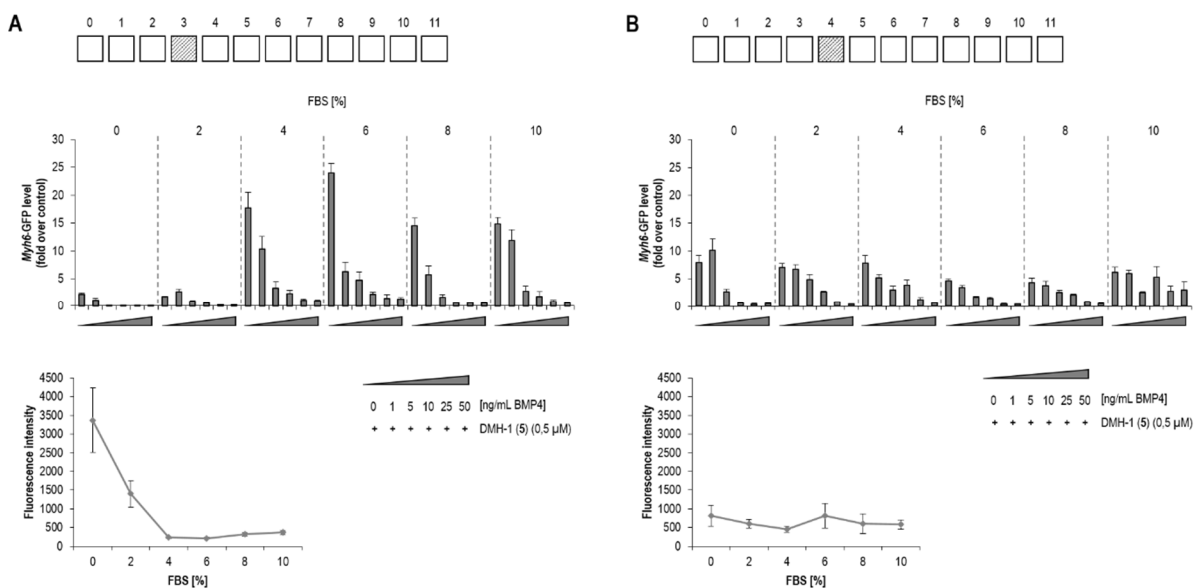 A
0 1 2 3 4 5 6 7 8 9 10 11
FBS [%]
0 2 4 6 8 10
Myh6-GFP level
(fold over control)
30
25
20
15
10
5
0
Fluorescence intensity
4500
4000
3500
3000
2500
2000
1500
1000
500
0
0 2 4 6 8 10
FBS [%]
0 1 5 10 25 50 [ng/mL BMP4]
+ + + + + + DMH-1 (5) (0,5 µM)
B
0 1 2 3 4 5 6 7 8 9 10 11
FBS [%]
0 2 4 6 8 10
Myh6-GFP level
(fold over control)
30
25
20
15
10
5
0
Fluorescence intensity
4500
4000
3500
3000
2500
2000
1500
1000
500
0
0 2 4 6 8 10
FBS [%]
0 1 5 10 25 50 [ng/mL BMP4]
+ + + + + + DMH-1 (5) (0,5 µM)